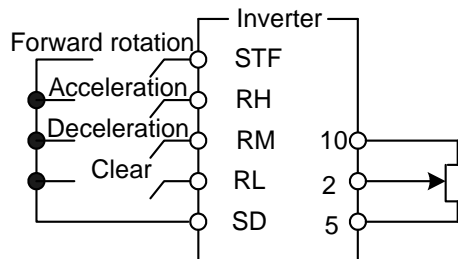 Inverter
Forward rotation STF
Acceleration RH
Deceleration RM 10
Clear RL 2
SD 5